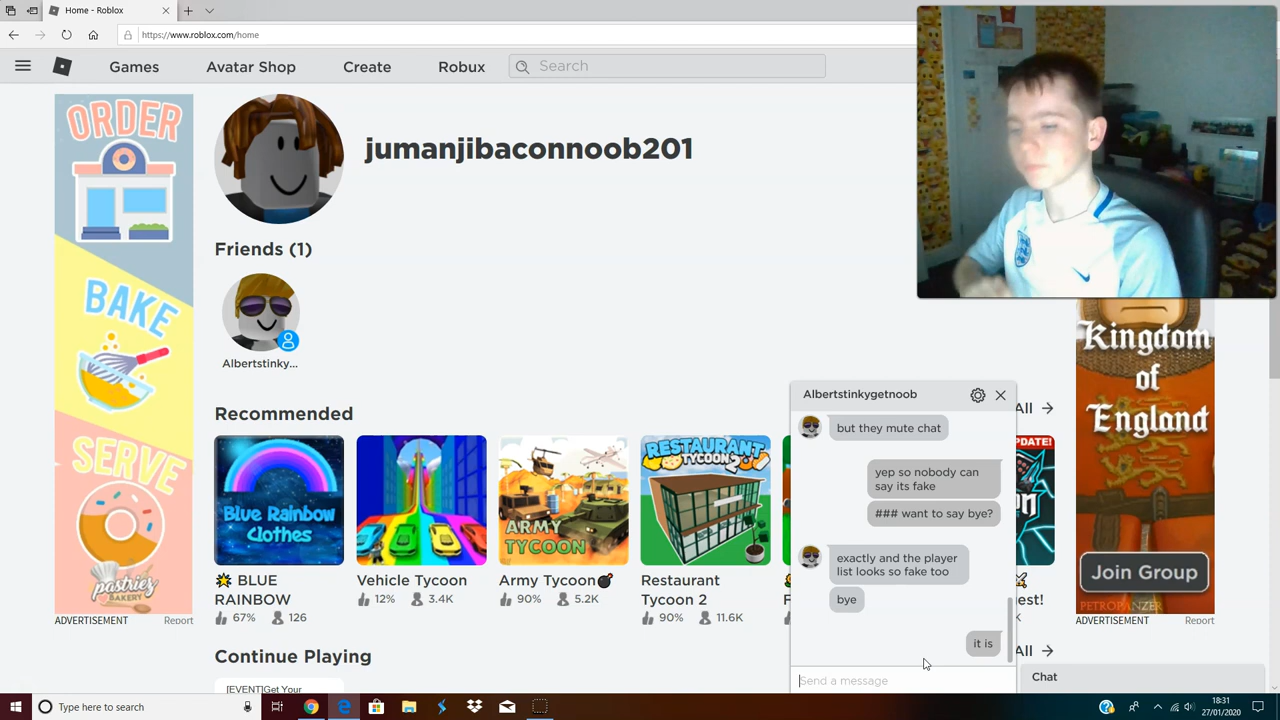 Home - Roblox
https://www.roblox.com/home
Games
Avatar Shop
Create
Robux
Search
ORDER
BAKE
SERVE
pastries
BAKERY
ADVERTISEMENT
Report
jumanjibaconnoob201
Friends (1)
Albertstinky...
Recommended
All
Blue Rainbow
Clothes
ARMY
TYCOON
RESTAURANT
TYCOON 2
UPDATE!
BLUE
RAINBOW
67%
126
Vehicle Tycoon
12%
3.4K
Army Tycoon
90%
5.2K
Restaurant
Tycoon 2
90%
11.6K
Continue Playing
All
[EVENT]Get Your
Albertstinkygetnoob
but they mute chat
yep so nobody can
say its fake
### want to say bye?
exactly and the player
list looks so fake too
bye
it is
Send a message
Chat
Kingdom
of
England
Join Group
PETROPANZER
ADVERTISEMENT
Report
Type here to search
18:31
27/01/2020